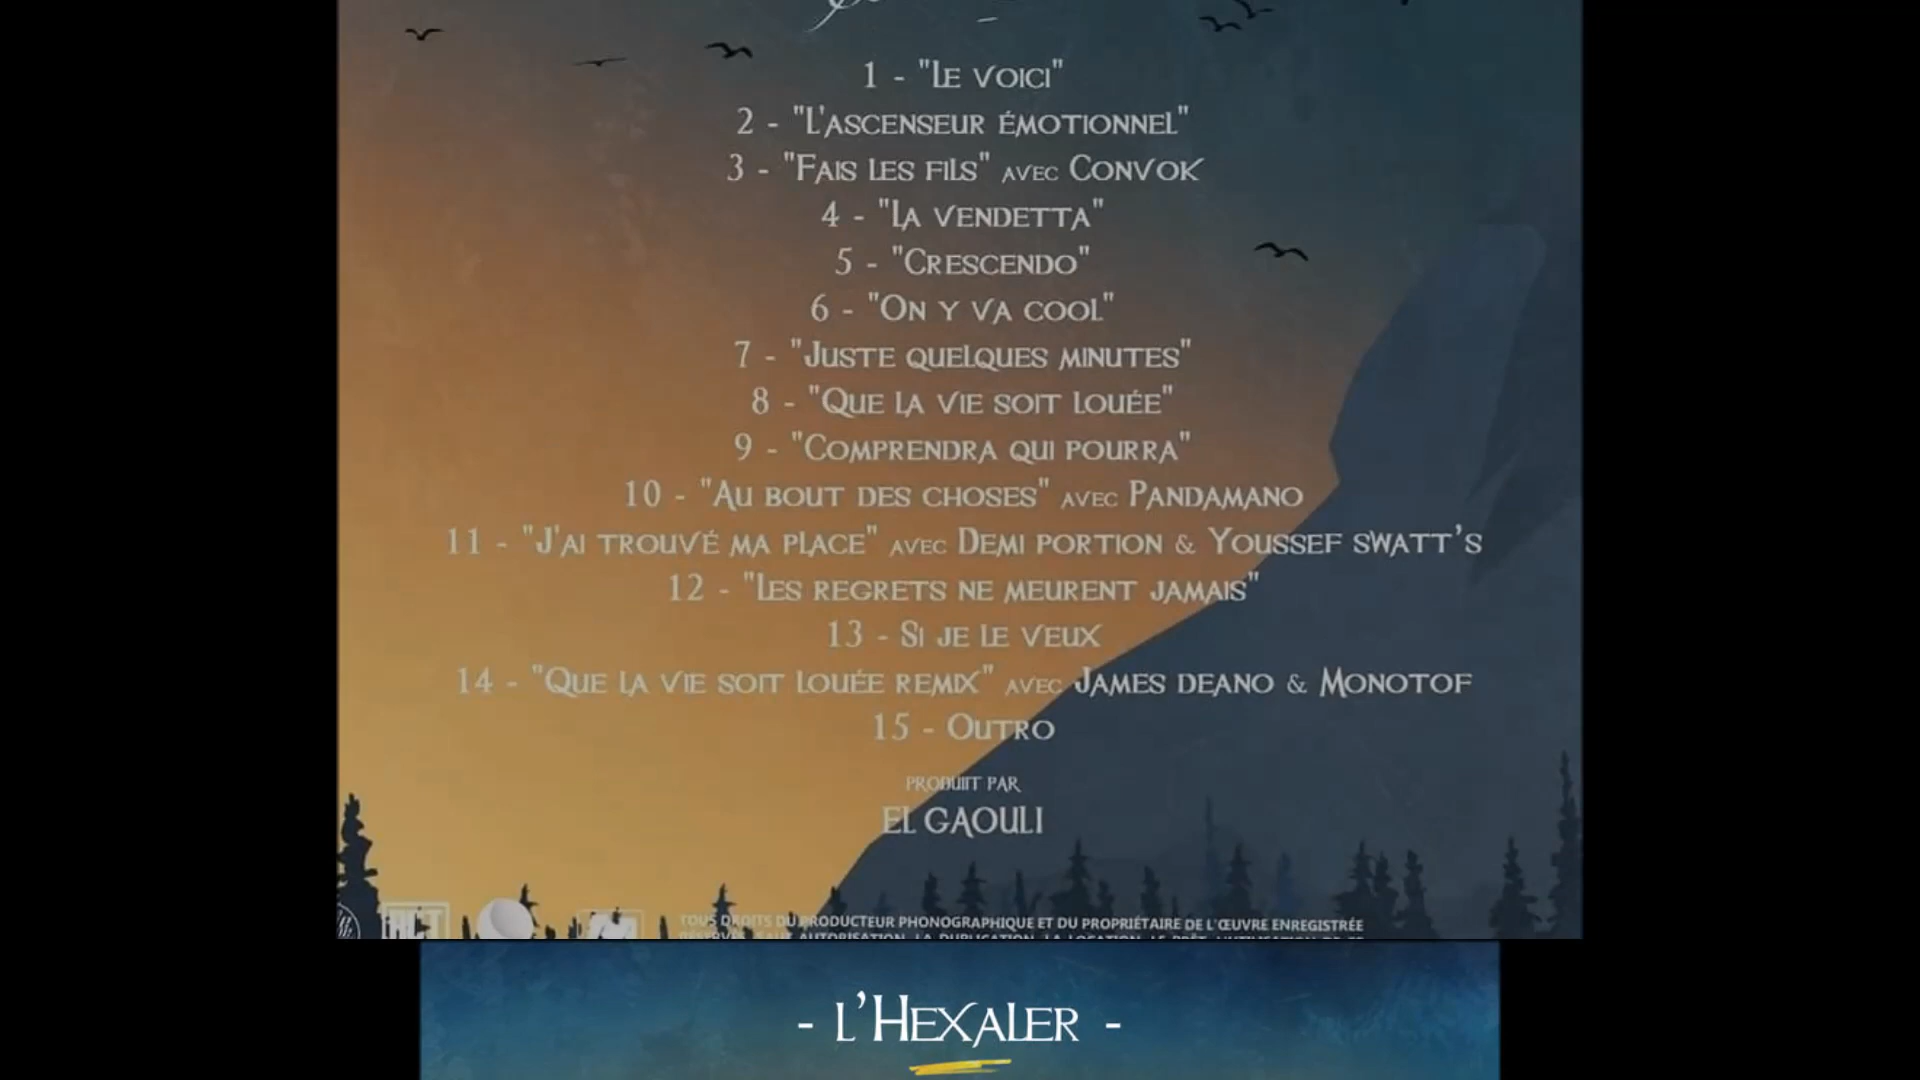 1 - "Le voici"
2 - "L'ascenseur émotionnel"
3 - "Fais les fils" avec Convok
4 - "La vendetta"
5 - "Crescendo"
6 - "On y va cool"
7 - "Juste quelques minutes"
8 - "Que la vie soit louée"
9 - "Comprendra qui pourra"
10 - "Au bout des choses" avec Pandamano
11 - "J'ai trouvé ma place" avec Demi portion & Youssef swatt's
12 - "Les regrets ne meurent jamais"
13 - Si je le veux
14 - "Que la vie soit louée remix" avec James deano & Monotof
15 - Outro
PRODUIT PAR
EL GAOULI
TOUS DROITS DU PRODUCTEUR PHONOGRAPHIQUE ET DU PROPRIÉTAIRE DE L'ŒUVRE ENREGISTRÉE
- L'Hexaler -